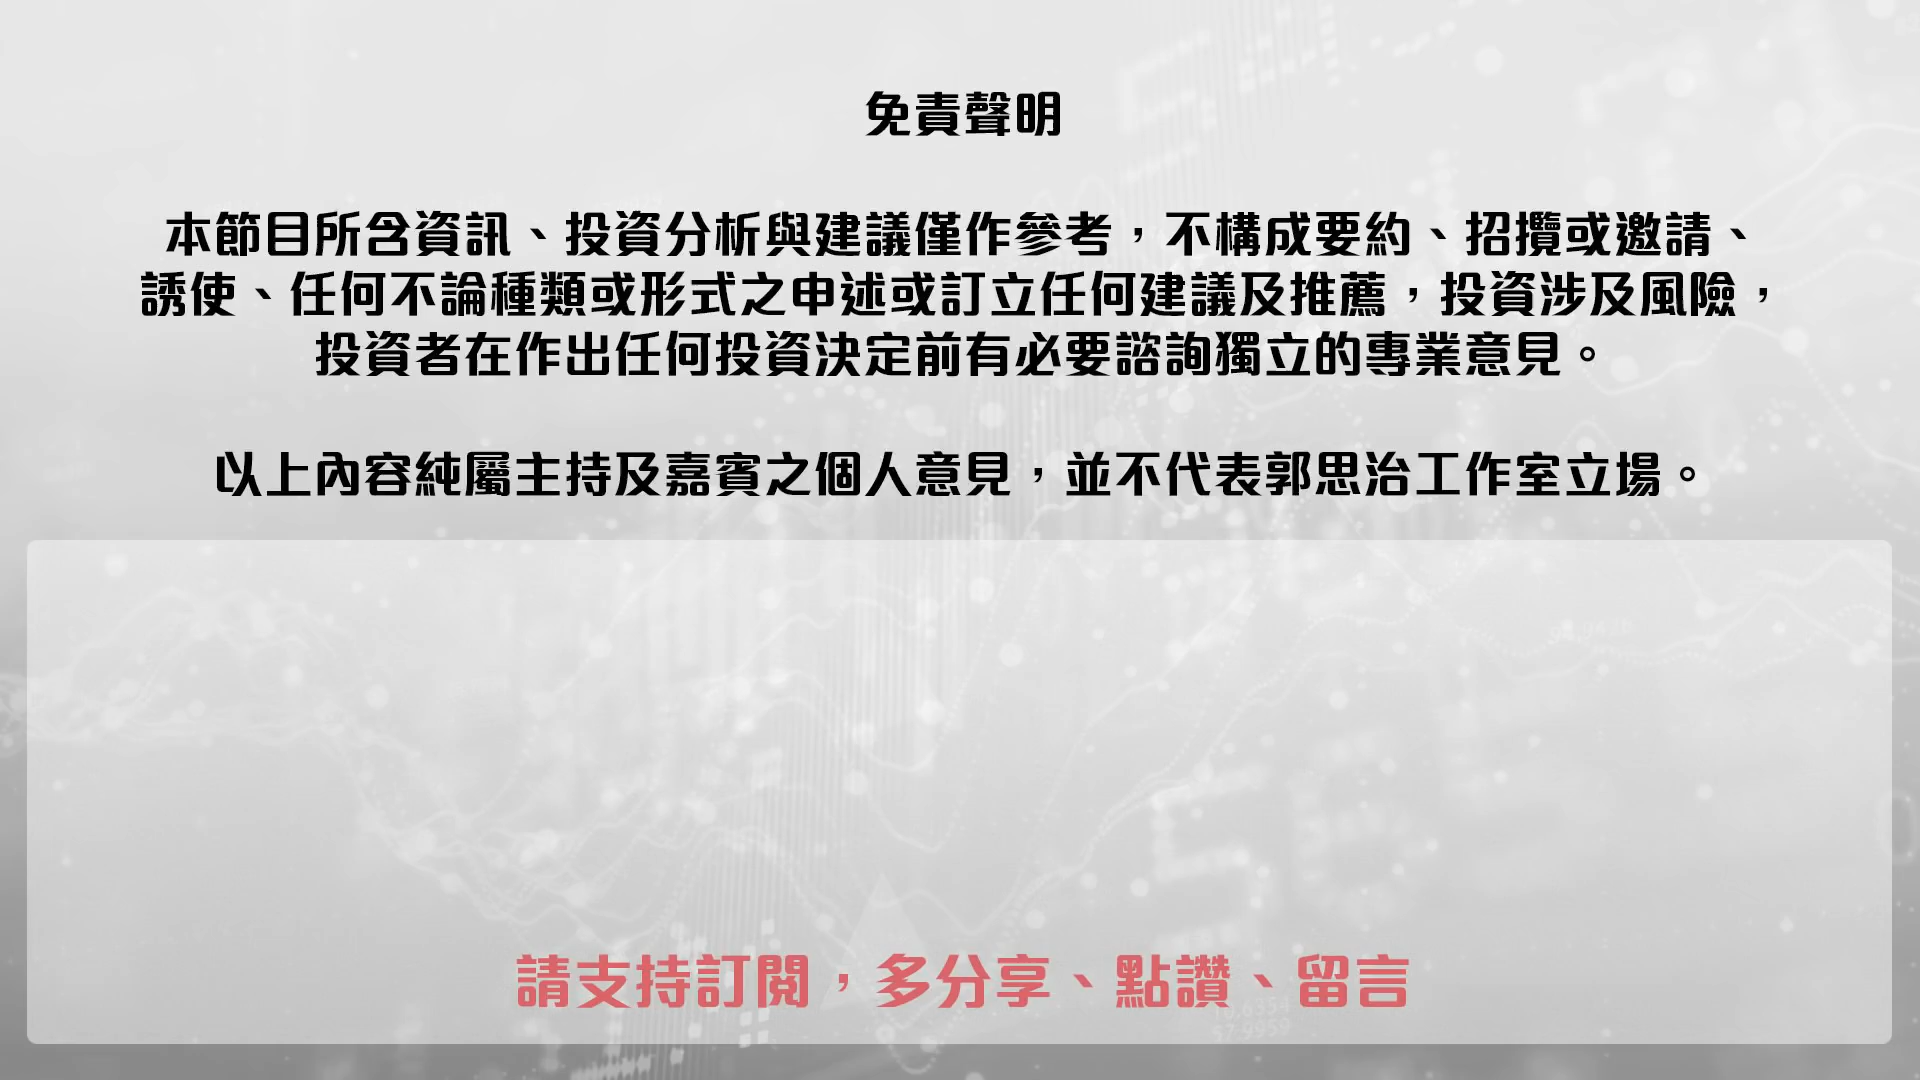 免責聲明
本節目所含資訊、投資分析與建議僅作參考，不構成要約、招攬或邀請、
誘使、任何不論種類或形式之申述或訂立任何建議及推薦，投資涉及風險，
投資者在作出任何投資決定前有必要諮詢獨立的專業意見。
以上內容純屬主持及嘉賓之個人意見，並不代表郭思治工作室立場。
請支持訂閱，多分享、點讚、留言